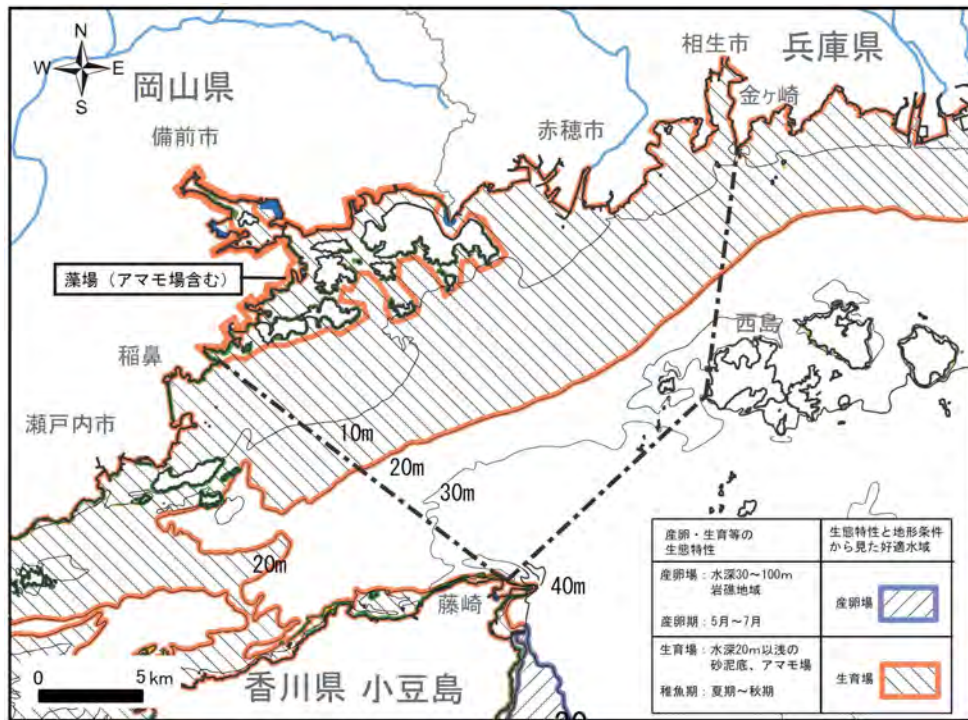 N
W E
S
岡山県
備前市
兵庫県
相生市
金ヶ崎
赤穂市
藻場（アマモ場含む）
稲鼻
西島
瀬戸内市
10m
20m
30m
20m
40m
藤崎
香川県 小豆島
0 5km
産卵・生育等の
生態特性
生態特性と地形条件
から見た好適水域
産卵場：水深30～100m
岩礁地域
産卵期：5月～7月
産卵場
生育場：水深20m以浅の
砂泥底、アマモ場
稚魚期：夏期～秋期
生育場